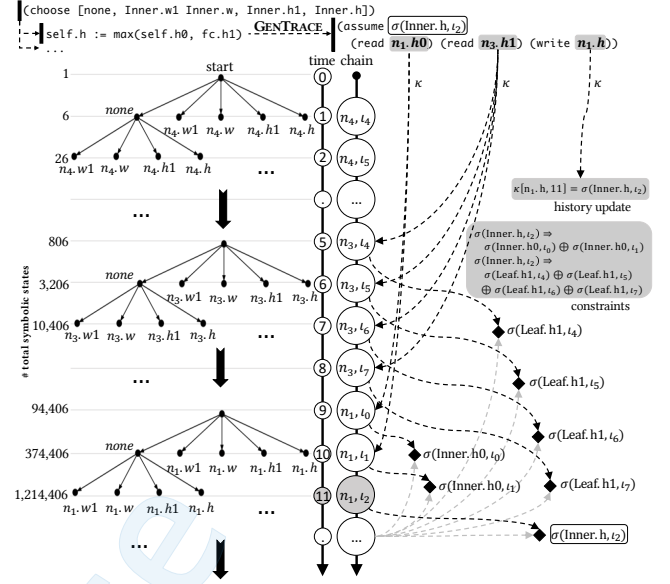 (choose [none, Inner.w1 Inner.w, Inner.h1, Inner.h])
self.h := max(self.h0, fc.h1)
...
GENTRACE
(assume σ(Inner.h, ι₂)
(read n₁.h0) (read n₃.h1) (write n₁.h))
time chain
κ κ κ
# total symbolic states
1 start 0
6 none n₄.w1 n₄.w n₄.h1 n₄.h 1 n₄, ι₄
26 n₄.w1 n₄.w n₄.h1 n₄.h ... 2 n₄, ι₅
... . ...
κ[n₁.h, 11] = σ(Inner.h, ι₂)
history update
806 5 n₃, ι₄
σ(Inner.h, ι₂) ⇒
σ(Inner.h0, ι₀) ⊕ σ(Inner.h0, ι₁)
σ(Inner.h, ι₂) ⇒
σ(Leaf.h1, ι₄) ⊕ σ(Leaf.h1, ι₅)
⊕ σ(Leaf.h1, ι₆) ⊕ σ(Leaf.h1, ι₇)
constraints
3,206 none n₃.w1 n₃.w n₃.h1 n₃.h 6 n₃, ι₅
10,406 n₃.w1 n₃.w n₃.h1 n₃.h ... 7 n₃, ι₆
σ(Leaf.h1, ι₄)
... 8 n₃, ι₇
σ(Leaf.h1, ι₅)
94,406 9 n₁, ι₀
σ(Leaf.h1, ι₆)
374,406 none n₁.w1 n₁.w n₁.h1 n₁.h 10 n₁, ι₁
σ(Inner.h0, ι₀)
σ(Inner.h0, ι₁) σ(Leaf.h1, ι₇)
1,214,406 n₁.w1 n₁.w n₁.h1 n₁.h ... 11 n₁, ι₂
... . ...
σ(Inner.h, ι₂)